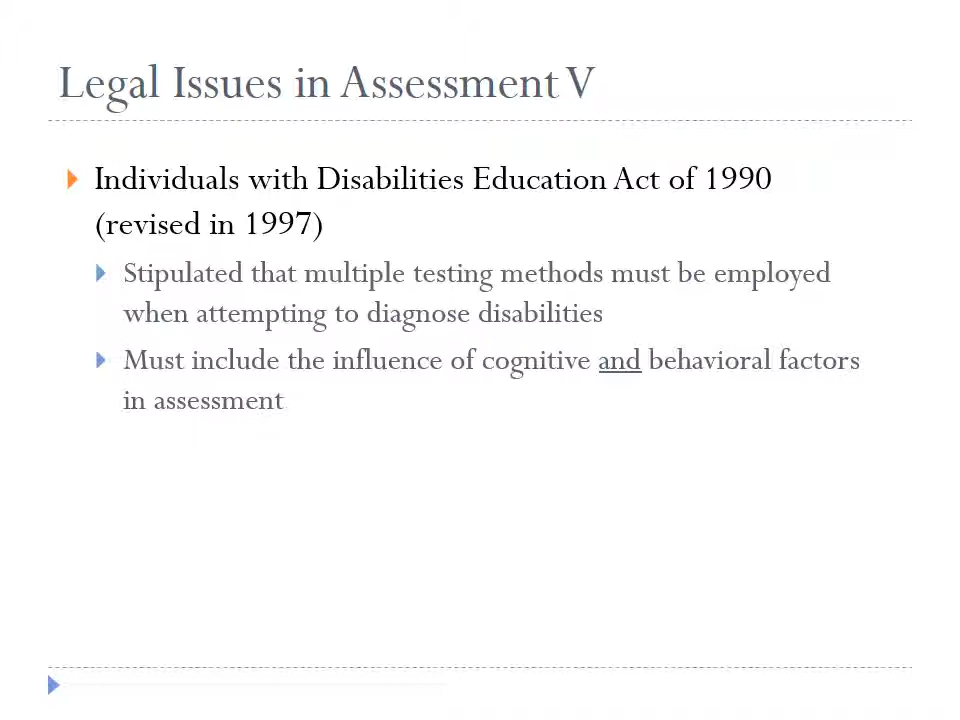 Legal Issues in Assessment V
Individuals with Disabilities Education Act of 1990
(revised in 1997)
Stipulated that multiple testing methods must be employed
when attempting to diagnose disabilities
Must include the influence of cognitive and behavioral factors
in assessment